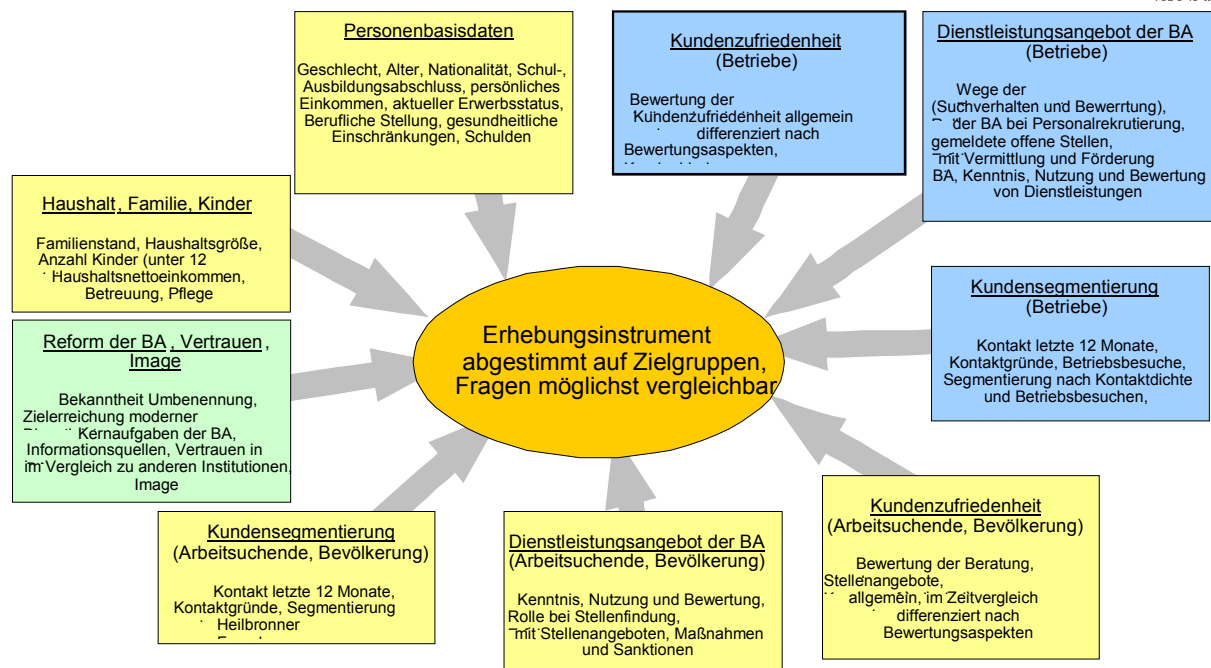 Personenbasisdaten
Geschlecht, Alter, Nationalität, Schul-,
Ausbildungsabschluss, persönliches
Einkommen, aktueller Erwerbsstatus,
Berufliche Stellung, gesundheitliche
Einschränkungen, Schulden
Kundenzufriedenheit
(Betriebe)
Bewertung der
Kundenzufriedenheit allgemein
differenziert nach
Bewertungsaspekten,
Dienstleistungsangebot der BA
(Betriebe)
Wege der
(Suchverhalten und Bewerrtung),
der BA bei Personalrekrutierung,
gemeldete offene Stellen,
mit Vermittlung und Förderung
BA, Kenntnis, Nutzung und Bewertung
von Dienstleistungen
Haushalt, Familie, Kinder
Familienstand, Haushaltsgröße,
Anzahl Kinder (unter 12
Haushaltsnettoeinkommen,
Betreuung, Pflege
Erhebungsinstrument
abgestimmt auf Zielgruppen,
Fragen möglichst vergleichbar
Kundensegmentierung
(Betriebe)
Kontakt letzte 12 Monate,
Kontaktgründe, Betriebsbesuche,
Segmentierung nach Kontaktdichte
und Betriebsbesuchen,
Reform der BA, Vertrauen,
Image
Bekanntheit Umbenennung,
Zielerreichung moderner
Kernaufgaben der BA,
Informationsquellen, Vertrauen in
im Vergleich zu anderen Institutionen,
Image
Kundensegmentierung
(Arbeitsuchende, Bevölkerung)
Kontakt letzte 12 Monate,
Kontaktgründe, Segmentierung
Heilbronner
Dienstleistungsangebot der BA
(Arbeitsuchende, Bevölkerung)
Kenntnis, Nutzung und Bewertung,
Rolle bei Stellenfindung,
mit Stellenangeboten, Maßnahmen
und Sanktionen
Kundenzufriedenheit
(Arbeitsuchende, Bevölkerung)
Bewertung der Beratung,
Stellenangebote,
allgemein, im Zeitvergleich
differenziert nach
Bewertungsaspekten